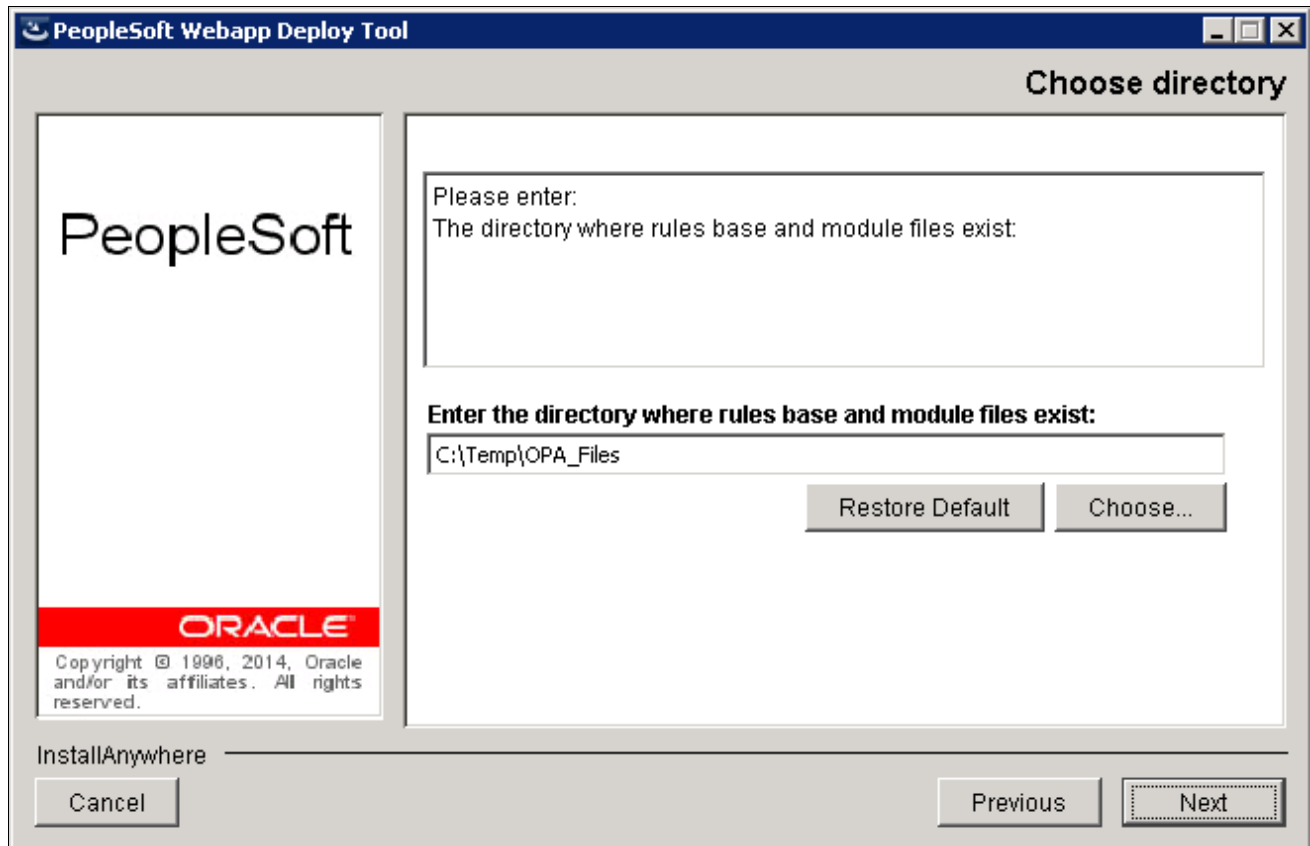 PeopleSoft Webapp Deploy Tool
Choose directory
PeopleSoft
Please enter:
The directory where rules base and module files exist:
Enter the directory where rules base and module files exist:
C:\Temp\OPA_Files
Restore Default
Choose...
ORACLE
Copyright © 1996, 2014, Oracle
and/or its affiliates. All rights
reserved.
InstallAnywhere
Cancel
Previous
Next